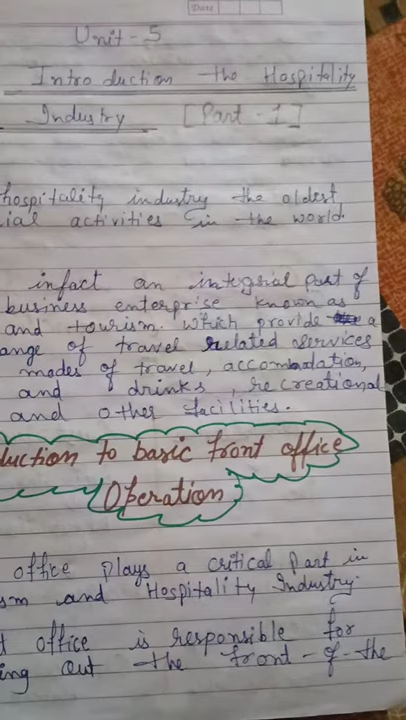 Date
Unit - 5
Introduction the Hospitality
Industry [Part - 1]
hospitality industry the oldest
ial activities in the world.
infact an integrial part of
business enterprise known as
and tourism. which provide a
ange of travel related services
modes of travel, accomodation,
and drinks, recreational
and other facilities.
duction to basic front office
Operation
office plays a critical part in
sm and Hospitality Industry.
t office is responsible for
ing out the front-of-the